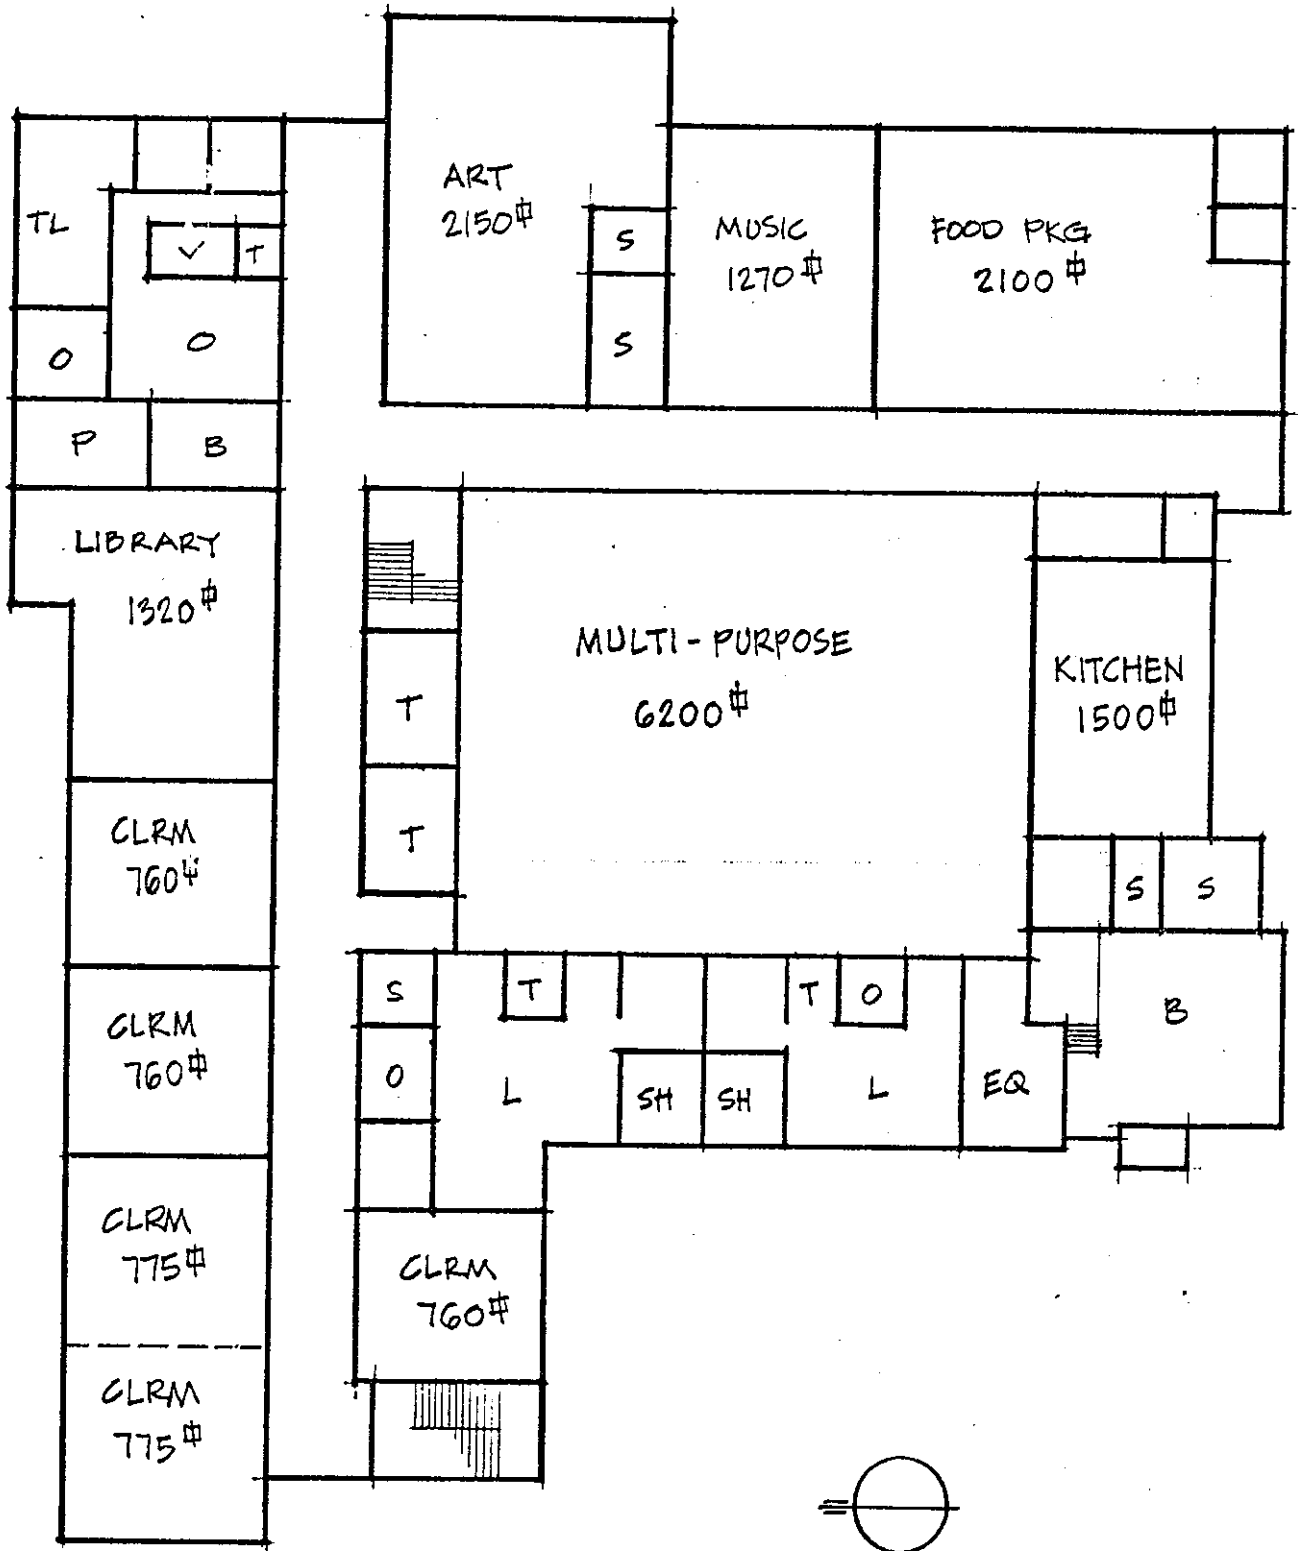 ART
2150⌗
TL
MUSIC
1270⌗
FOOD PKG
2100⌗
S
V
T
O
O
S
P
B
LIBRARY
1320⌗
MULTI-PURPOSE
6200⌗
KITCHEN
1500⌗
T
T
CLRM
760⌗
S
S
S
T
T
O
B
CLRM
760⌗
O
L
SH
SH
L
EQ
CLRM
775⌗
CLRM
760⌗
CLRM
775⌗